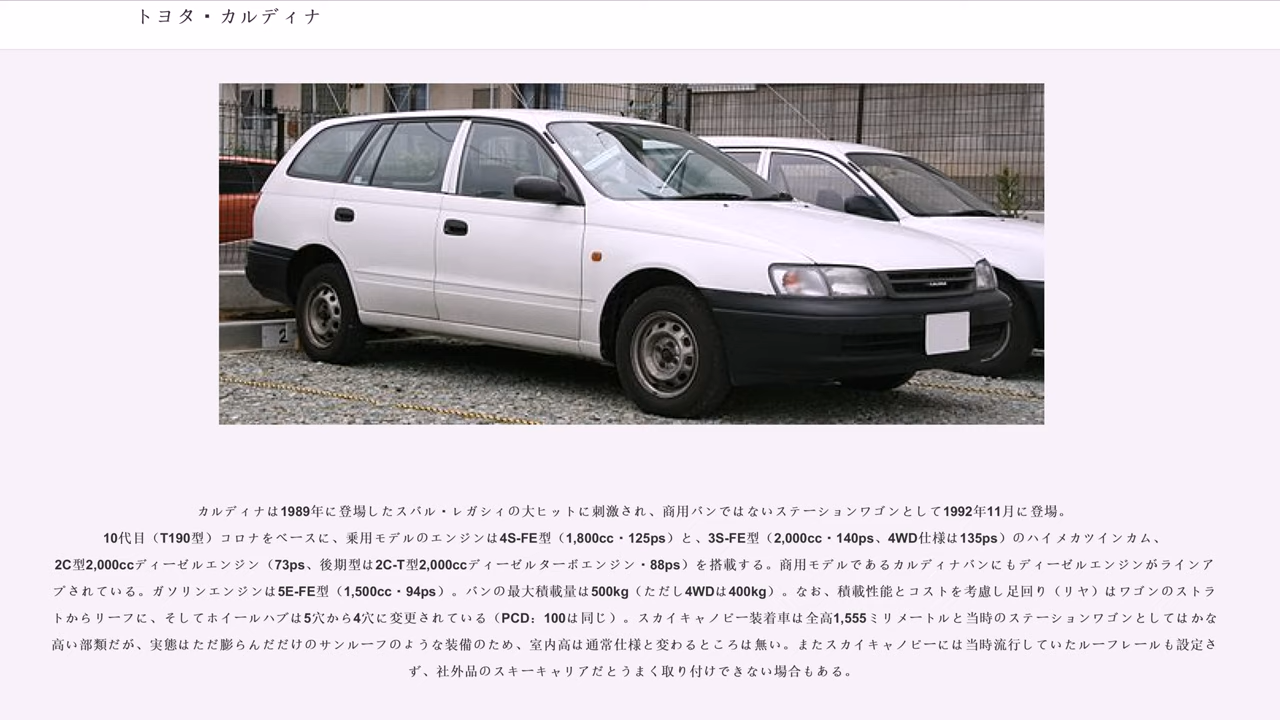 トヨタ・カルディナ
2
カルディナは1989年に登場したスバル・レガシィの大ヒットに刺激され、商用バンではないステーションワゴンとして1992年11月に登場。
10代目（T190型）コロナをベースに、乗用モデルのエンジンは4S-FE型（1,800cc・125ps）と、3S-FE型（2,000cc・140ps、4WD仕様は135ps）のハイメカツインカム、
2C型2,000ccディーゼルエンジン（73ps、後期型は2C-T型2,000ccディーゼルターボエンジン・88ps）を搭載する。商用モデルであるカルディナバンにもディーゼルエンジンがラインア
プされている。ガソリンエンジンは5E-FE型（1,500cc・94ps）。バンの最大積載量は500kg（ただし4WDは400kg）。なお、積載性能とコストを考慮し足回り（リヤ）はワゴンのストラ
トからリーフに、そしてホイールハブは5穴から4穴に変更されている（PCD：100は同じ）。スカイキャノピー装着車は全高1,555ミリメートルと当時のステーションワゴンとしてはかな
高い部類だが、実態はただ膨らんだだけのサンルーフのような装備のため、室内高は通常仕様と変わるところは無い。またスカイキャノピーには当時流行していたルーフレールも設定さ
ず、社外品のスキーキャリアだとうまく取り付けできない場合もある。